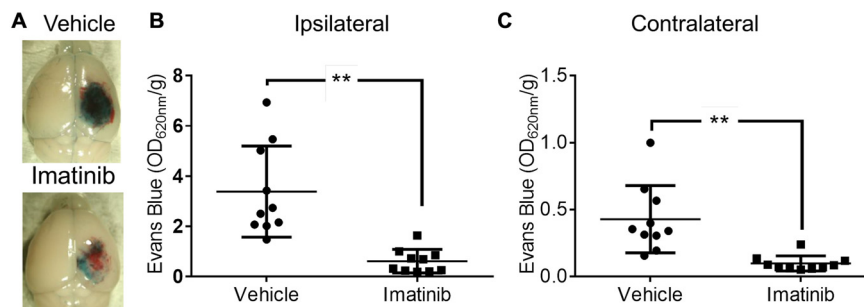 A
Vehicle
Imatinib
B
Ipsilateral
Evans Blue (OD620nm/g)
8
6
4
2
0
**
Vehicle
Imatinib
C
Contralateral
Evans Blue (OD620nm/g)
1.5
1.0
0.5
0.0
**
Vehicle
Imatinib